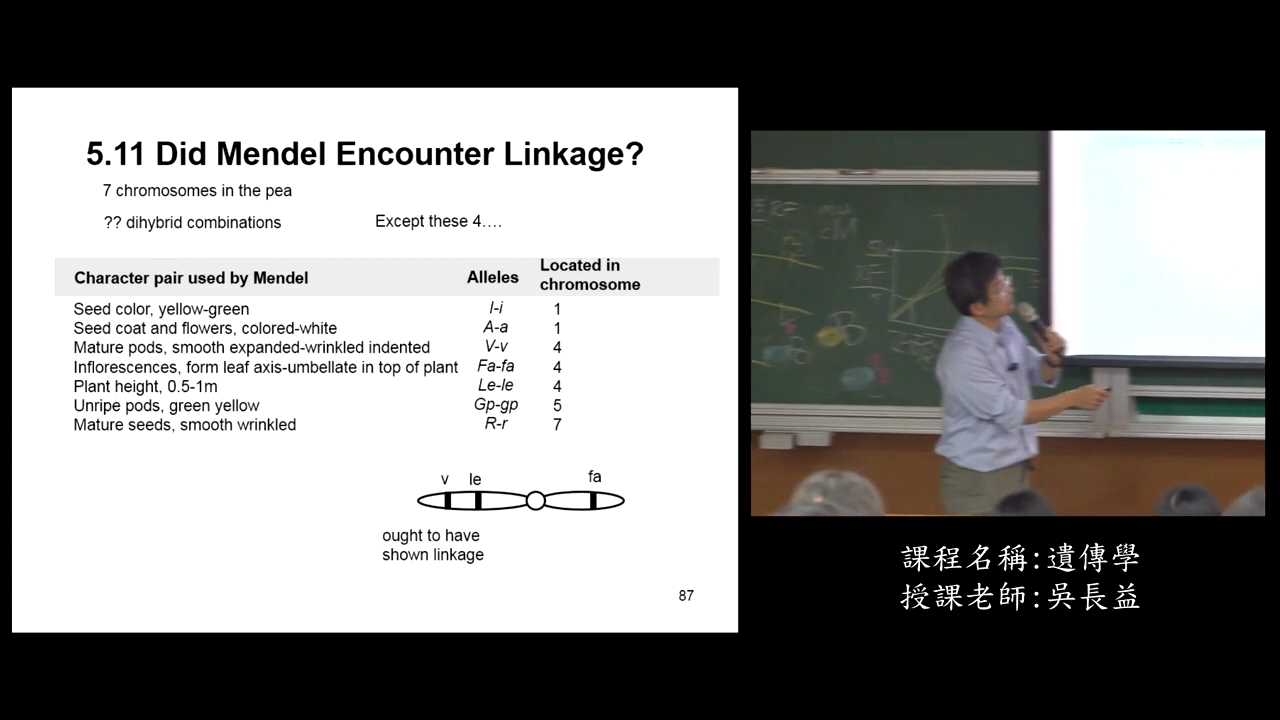 5.11 Did Mendel Encounter Linkage?
7 chromosomes in the pea
?? dihybrid combinations Except these 4….
Character pair used by Mendel Alleles Located in chromosome
Seed color, yellow-green I-i 1
Seed coat and flowers, colored-white A-a 1
Mature pods, smooth expanded-wrinkled indented V-v 4
Inflorescences, form leaf axis-umbellate in top of plant Fa-fa 4
Plant height, 0.5-1m Le-le 4
Unripe pods, green yellow Gp-gp 5
Mature seeds, smooth wrinkled R-r 7
v le fa
ought to have
shown linkage
87
cM
課程名稱:遺傳學
授課老師:吳長益